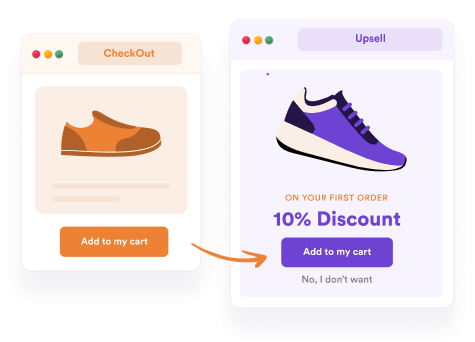 CheckOut
Add to my cart
Upsell
ON YOUR FIRST ORDER
10% Discount
Add to my cart
No, I don't want